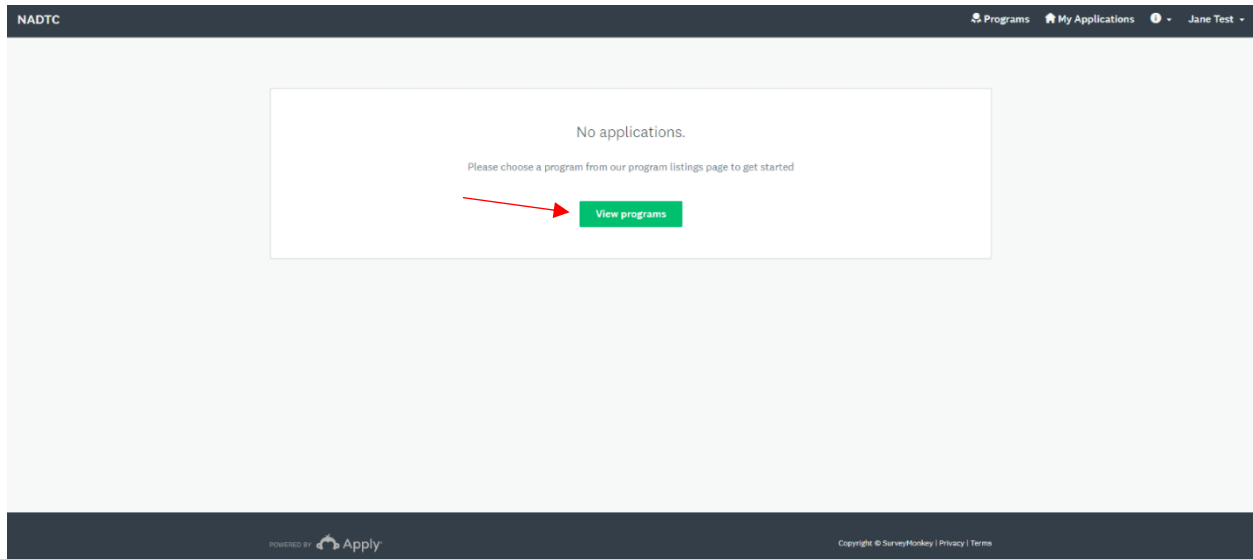 NADTC
Programs My Applications Jane Test
No applications.
Please choose a program from our program listings page to get started
View programs
POWERED BY Apply
Copyright © SurveyMonkey | Privacy | Terms